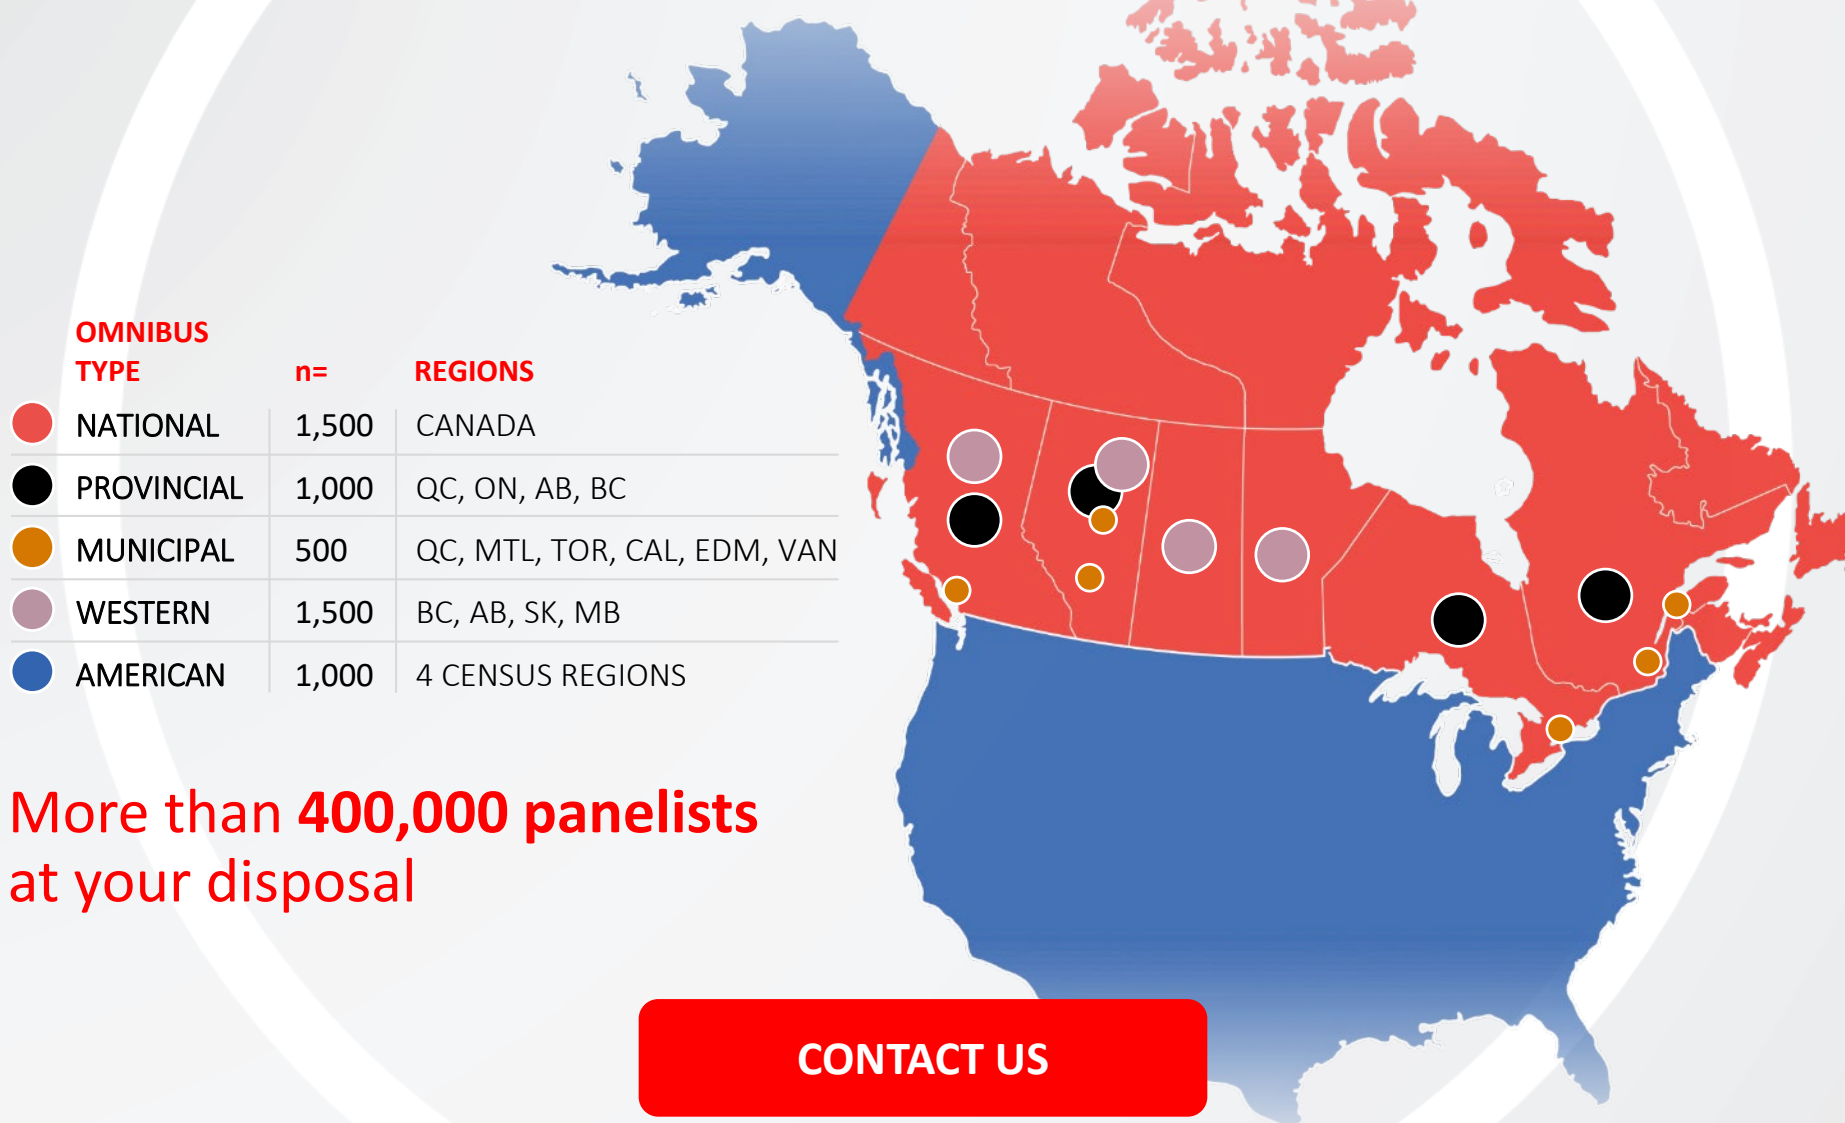 OMNIBUS
TYPE n= REGIONS
NATIONAL 1,500 CANADA
PROVINCIAL 1,000 QC, ON, AB, BC
MUNICIPAL 500 QC, MTL, TOR, CAL, EDM, VAN
WESTERN 1,500 BC, AB, SK, MB
AMERICAN 1,000 4 CENSUS REGIONS
More than 400,000 panelists
at your disposal
CONTACT US